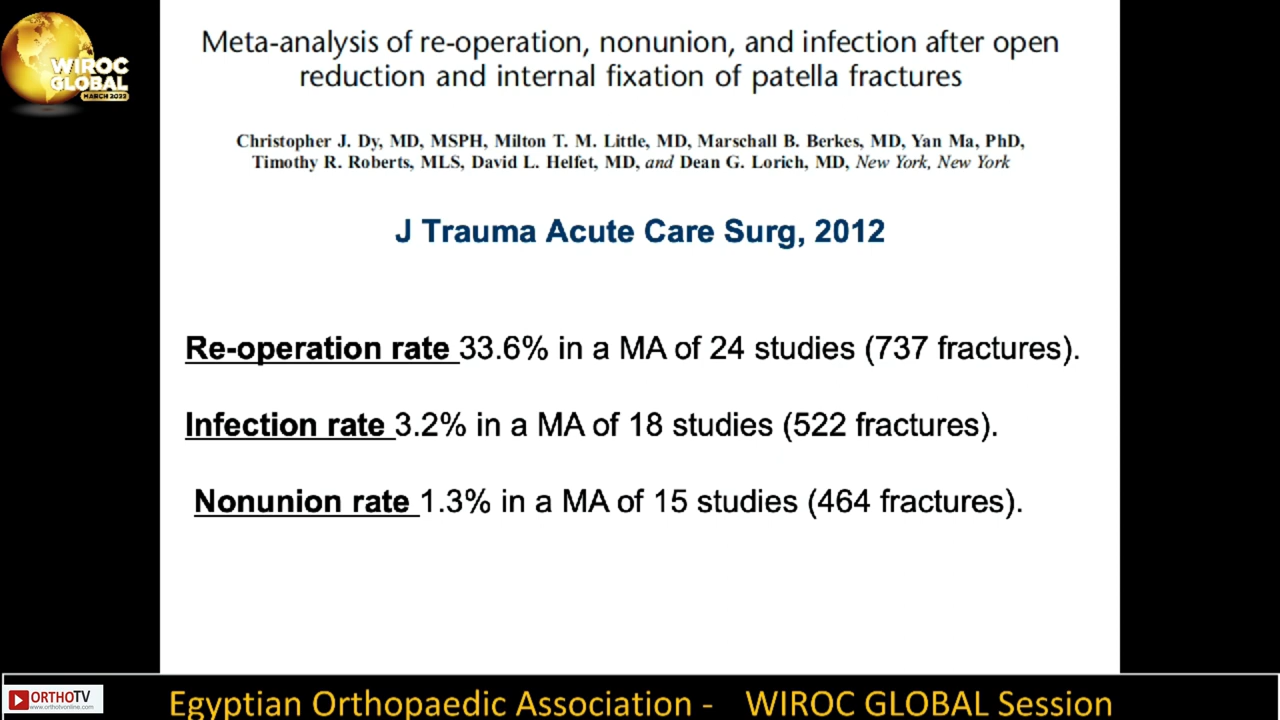 WIROC
GLOBAL
MARCH 2022
Meta-analysis of re-operation, nonunion, and infection after open
reduction and internal fixation of patella fractures
Christopher J. Dy, MD, MSPH, Milton T. M. Little, MD, Marschall B. Berkes, MD, Yan Ma, PhD,
Timothy R. Roberts, MLS, David L. Helfet, MD, and Dean G. Lorich, MD, New York, New York
J Trauma Acute Care Surg, 2012
Re-operation rate 33.6% in a MA of 24 studies (737 fractures).
Infection rate 3.2% in a MA of 18 studies (522 fractures).
Nonunion rate 1.3% in a MA of 15 studies (464 fractures).
ORTHOTV
www.orthotvonline.com
Egyptian Orthopaedic Association - WIROC GLOBAL Session